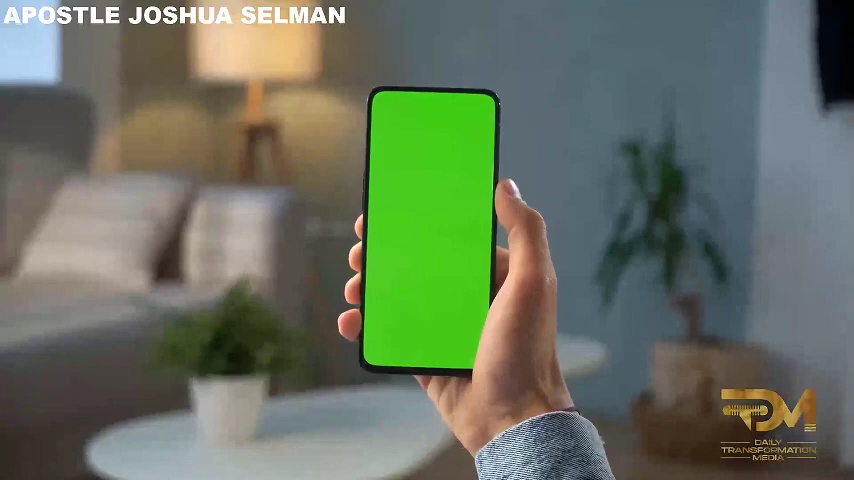 APOSTLE JOSHUA SELMAN
DAILY
TRANSFORMATION
MEDIA